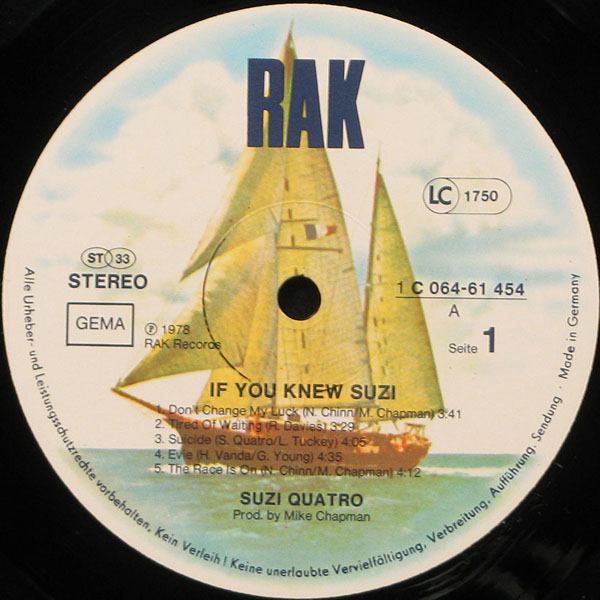 RAK
LC 1750
ST 33
STEREO
GEMA
℗ 1978
RAK Records
1 C 064-61 454
A
Seite 1
IF YOU KNEW SUZI
1. Don't Change My Luck (N. Chinn/M. Chapman) 3:41
2. Tired Of Waiting (R. Davies) 3:29
3. Suicide (S. Quatro/L. Tuckey) 4:05
4. Evie (H. Vanda/G. Young) 4:35
5. The Race Is On (N. Chinn/M. Chapman) 4:12
SUZI QUATRO
Prod. by Mike Chapman
Alle Urheber- und Leistungsschutzrechte vorbehalten. Kein Verleih! Keine unerlaubte Vervielfältigung, Verbreitung, Aufführung, Sendung · Made in Germany